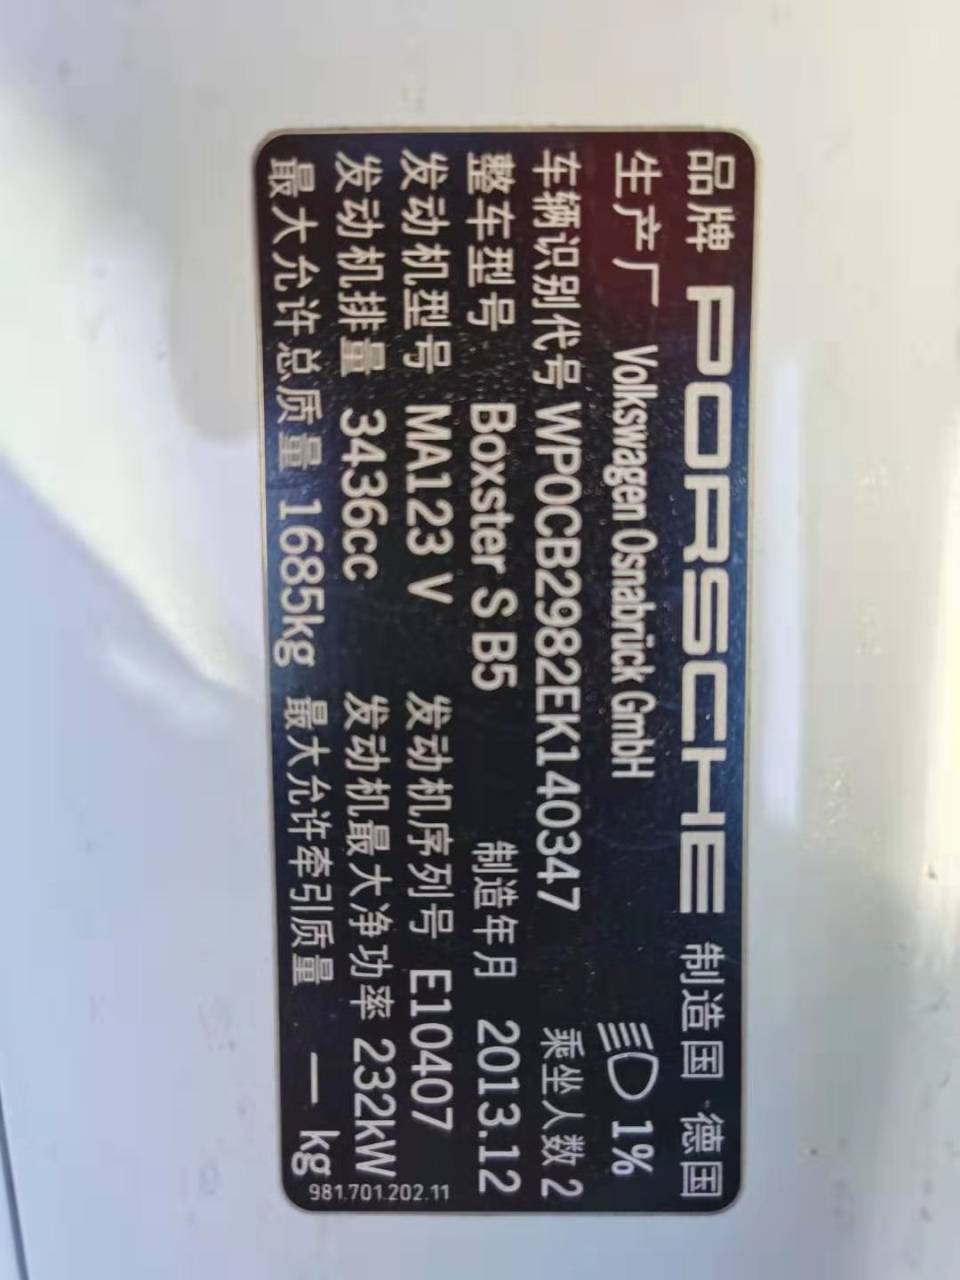 品牌 PORSCHE 制造国 德国
生产厂 Volkswagen Osnabrück GmbH 1%
车辆识别代号 WP0CB2982EK140347 乘坐人数 2
整车型号 Boxster S B5 制造年月 2013.12
发动机型号 MA123 V 发动机序列号 E10407
发动机排量 3436cc 发动机最大净功率 232kW
最大允许总质量 1685kg 最大允许牵引质量 — kg
981.701.202.11